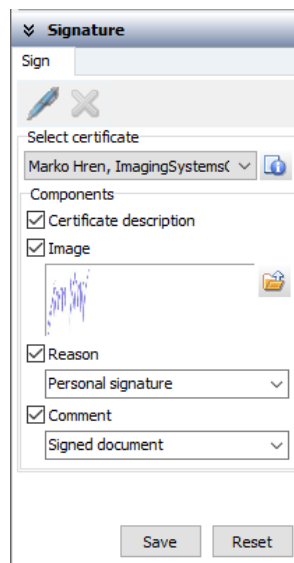 Signature
Sign
Select certificate
Marko Hren, ImagingSystems(
Components
Certificate description
Image
Reason
Personal signature
Comment
Signed document
Save
Reset